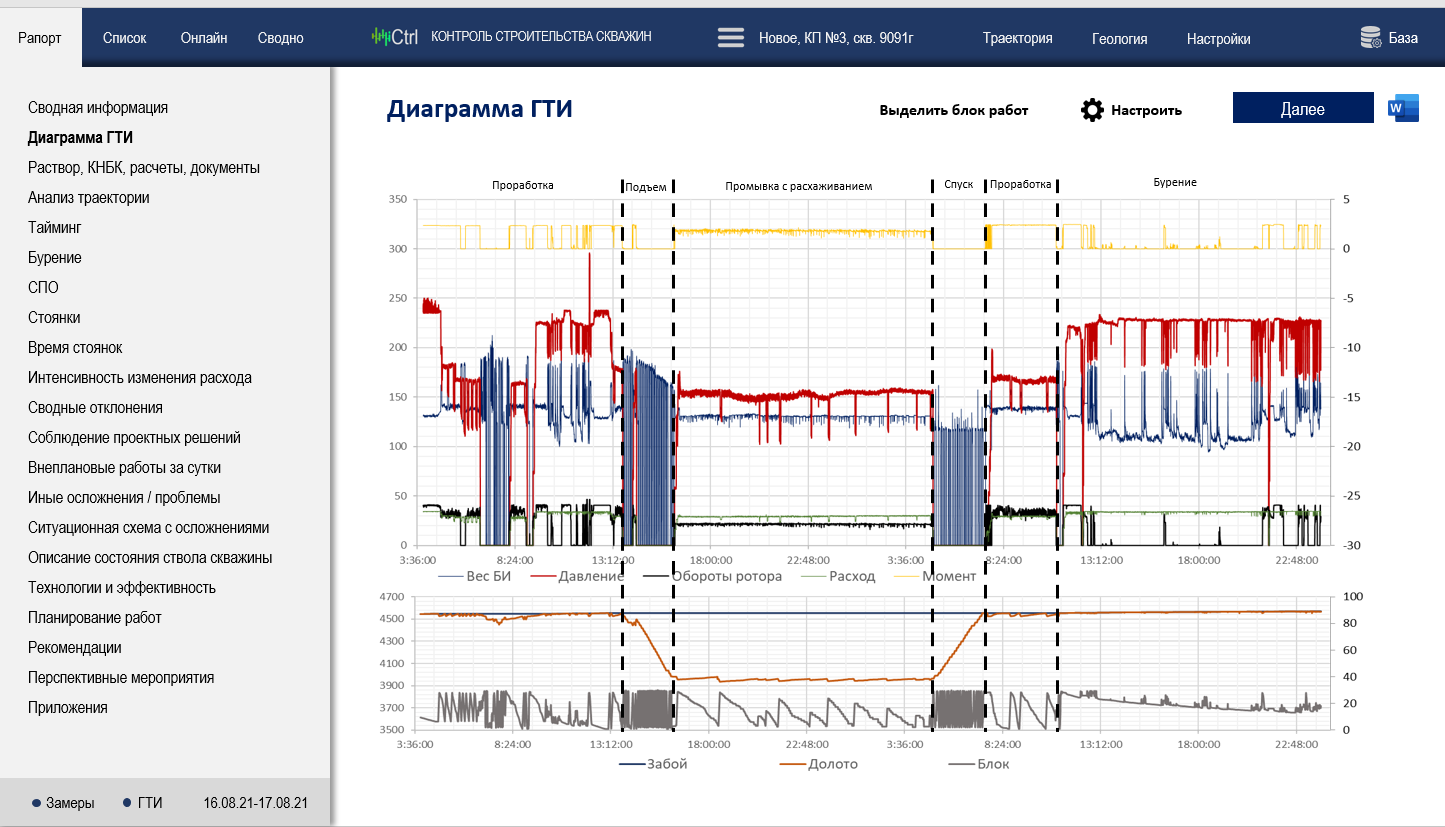 Рапорт
Список
Онлайн
Сводно
iCtrl
КОНТРОЛЬ СТРОИТЕЛЬСТВА СКВАЖИН
Новое, КП №3, скв. 9091г
Траектория
Геология
Настройки
База
Сводная информация
Диаграмма ГТИ
Раствор, КНБК, расчеты, документы
Анализ траектории
Тайминг
Бурение
СПО
Стоянки
Время стоянок
Интенсивность изменения расхода
Сводные отклонения
Соблюдение проектных решений
Внеплановые работы за сутки
Иные осложнения / проблемы
Ситуационная схема с осложнениями
Описание состояния ствола скважины
Технологии и эффективность
Планирование работ
Рекомендации
Перспективные мероприятия
Приложения
Замеры
ГТИ
16.08.21-17.08.21
Диаграмма ГТИ
Выделить блок работ
Настроить
Далее
W
Проработка
Подъем
Промывка с расхаживанием
Спуск
Проработка
Бурение
350
300
250
200
150
100
50
0
5
0
-5
-10
-15
-20
-25
-30
3:36:00
8:24:00
13:12:00
18:00:00
22:48:00
3:36:00
8:24:00
13:12:00
18:00:00
22:48:00
Вес БИ
Давление
Обороты ротора
Расход
Момент
4700
4500
4300
4100
3900
3700
3500
100
80
60
40
20
0
3:36:00
8:24:00
13:12:00
18:00:00
22:48:00
3:36:00
8:24:00
13:12:00
18:00:00
22:48:00
Забой
Долото
Блок